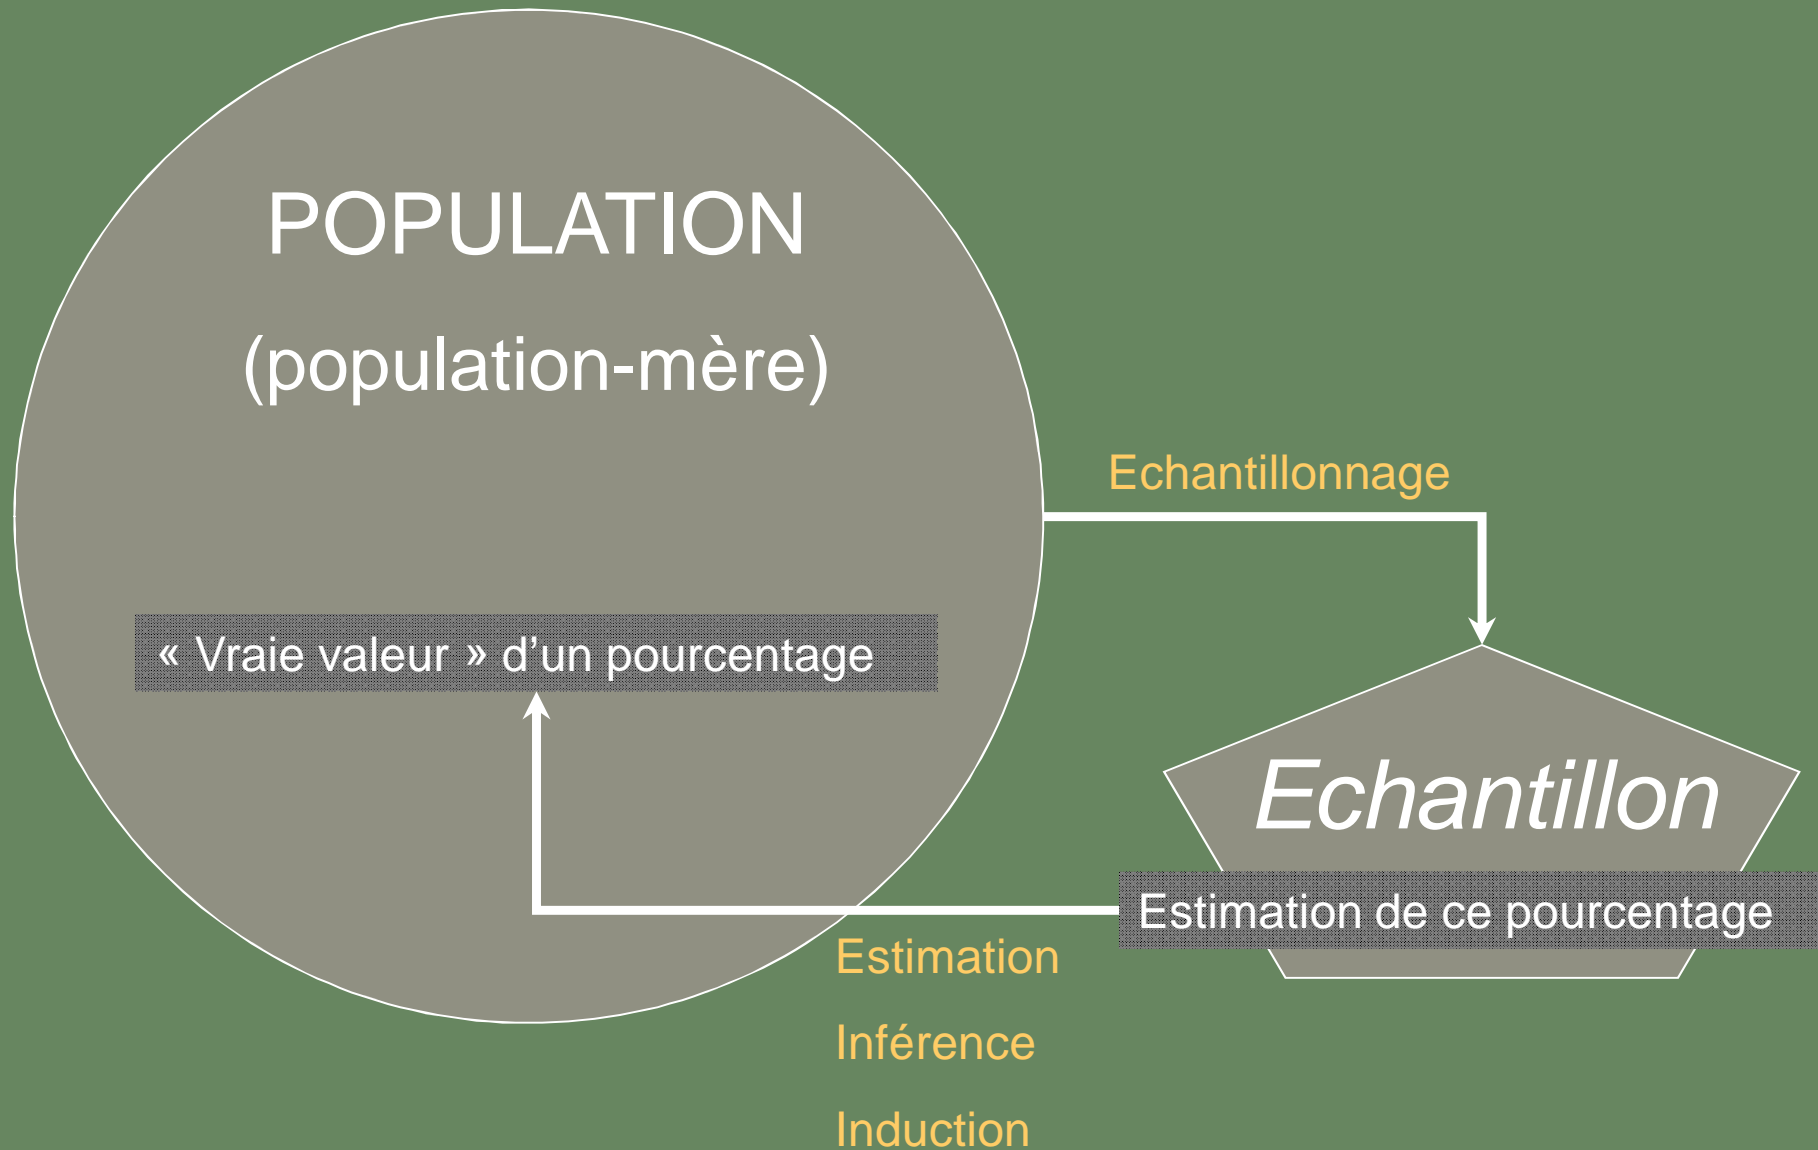 POPULATION
(population-mère)
Echantillonnage
« Vraie valeur » d’un pourcentage
Echantillon
Estimation de ce pourcentage
Estimation
Inférence
Induction